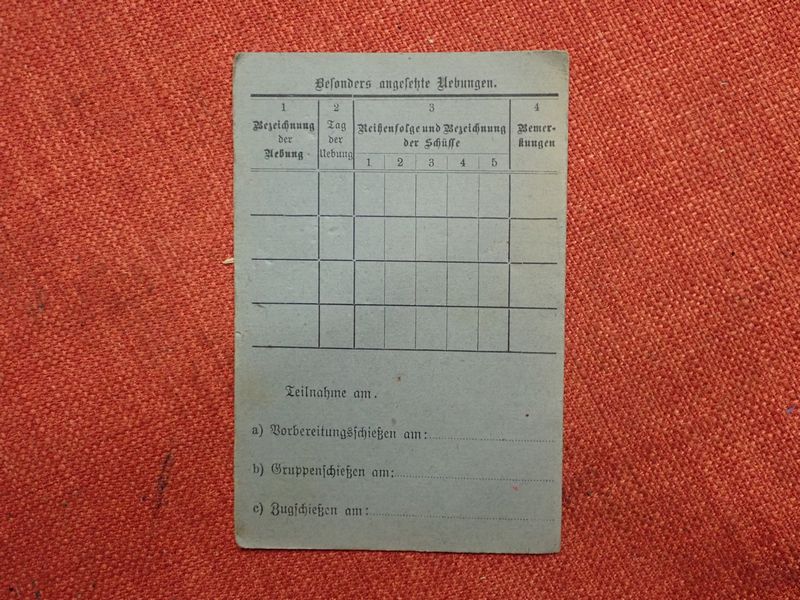 Besonders angesetzte Uebungen.
1 2 3 4
Bezeichnung der Uebung
Tag der Uebung
Reihenfolge und Bezeichnung der Schüsse
Bemer-kungen
1 2 3 4 5
Teilnahme am.
a) Vorbereitungsschießen am:
b) Gruppenschießen am:
c) Zugschießen am: